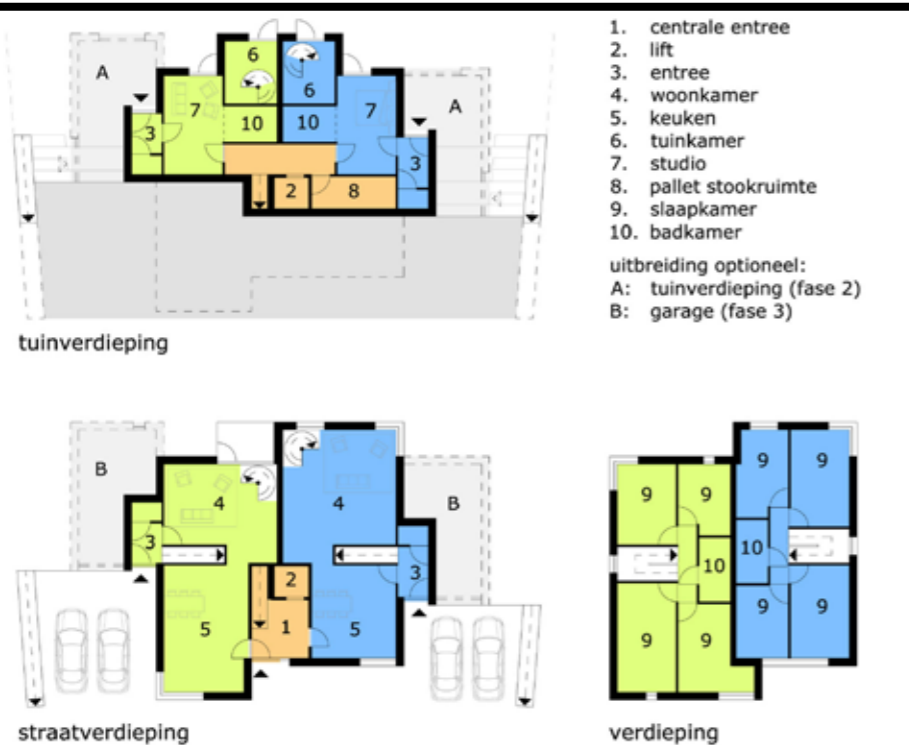 1. centrale entree
2. lift
3. entree
4. woonkamer
5. keuken
6. tuinkamer
7. studio
8. pallet stookruimte
9. slaapkamer
10. badkamer
uitbreiding optioneel:
A: tuinverdieping (fase 2)
B: garage (fase 3)
A
6
6
7
7
A
10
10
3
3
2
8
tuinverdieping
B
4
4
B
3
3
2
5
1
5
straatverdieping
9
9
9
9
10
10
9
9
9
9
verdieping